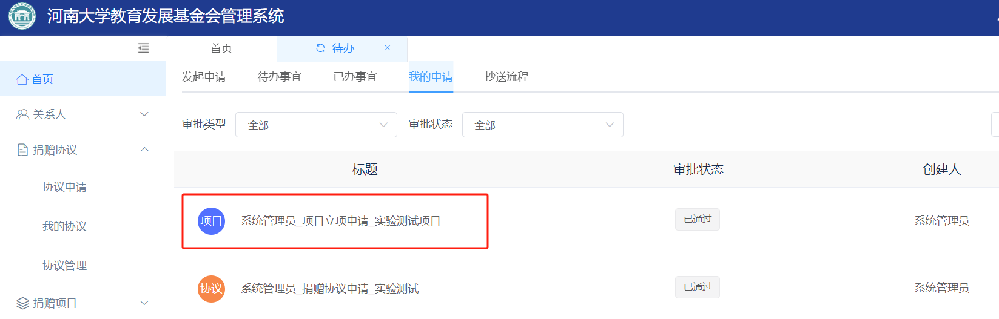 河南大学教育发展基金会管理系统
首页 待办 ×
首页
发起申请 待办事宜 已办事宜 我的申请 抄送流程
关系人
审批类型 全部 审批状态 全部
捐赠协议
标题 审批状态 创建人
协议申请
项目 系统管理员_项目立项申请_实验测试项目 已通过 系统管理员
我的协议
协议管理
协议 系统管理员_捐赠协议申请_实验测试 已通过 系统管理员
捐赠项目